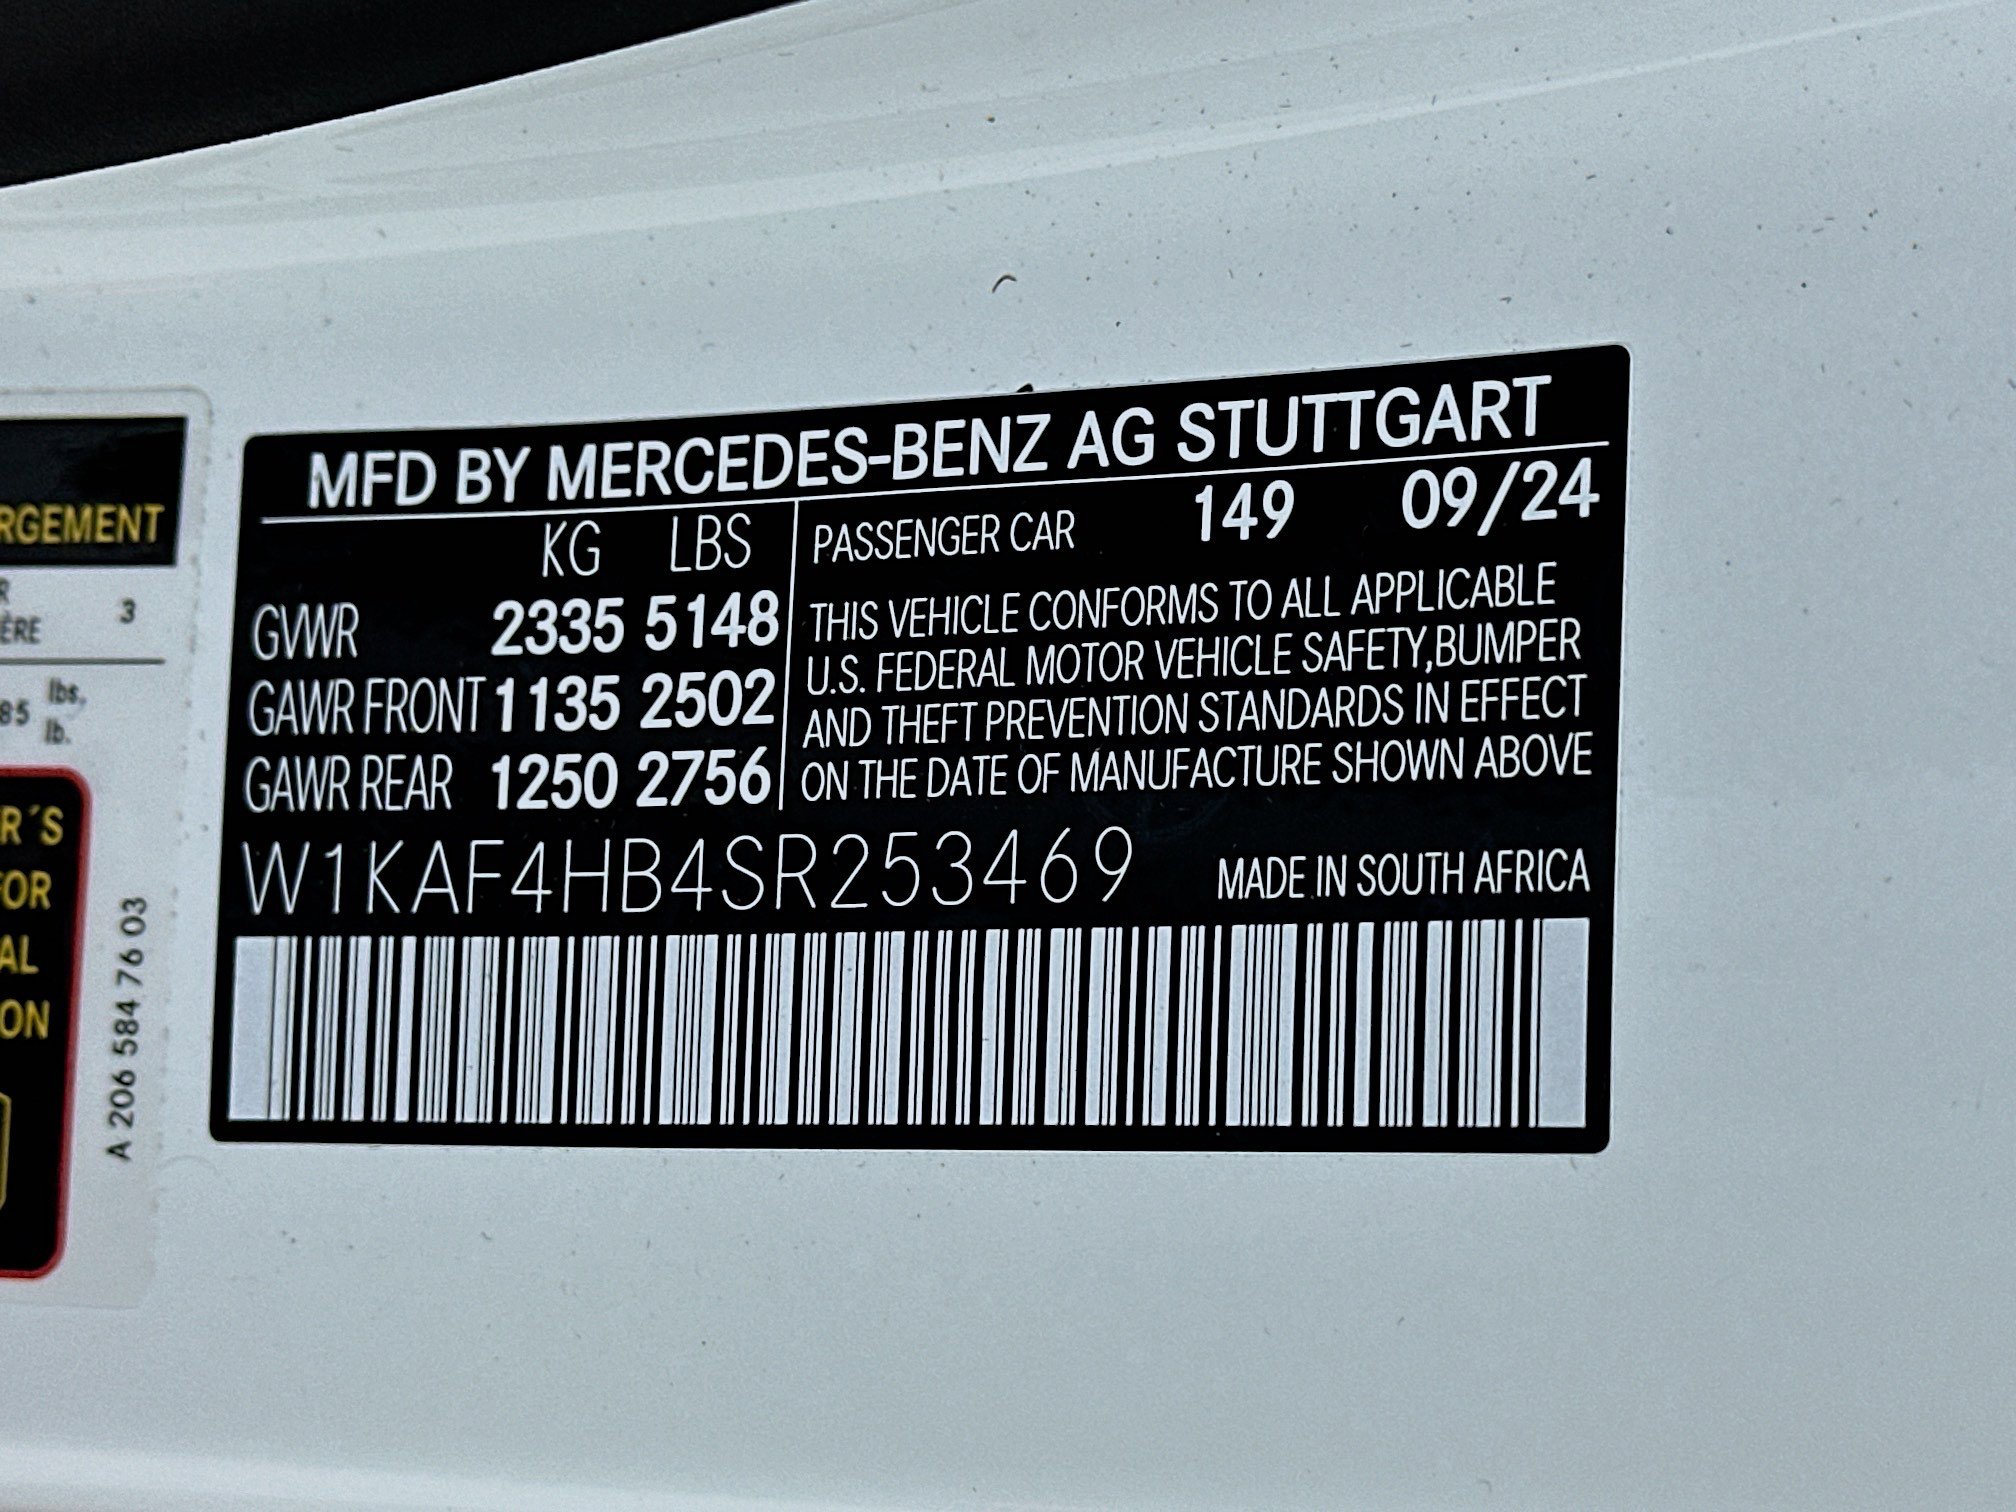 RGEMENT
3
ÈRE
85 lbs,
lb.
R´S
FOR
AL
ON
A 206 584 76 03
MFD BY MERCEDES-BENZ AG STUTTGART
KG LBS
GVWR 2335 5148
GAWR FRONT 1135 2502
GAWR REAR 1250 2756
PASSENGER CAR 149 09/24
THIS VEHICLE CONFORMS TO ALL APPLICABLE
U.S. FEDERAL MOTOR VEHICLE SAFETY,BUMPER
AND THEFT PREVENTION STANDARDS IN EFFECT
ON THE DATE OF MANUFACTURE SHOWN ABOVE
W1KAF4HB4SR253469 MADE IN SOUTH AFRICA